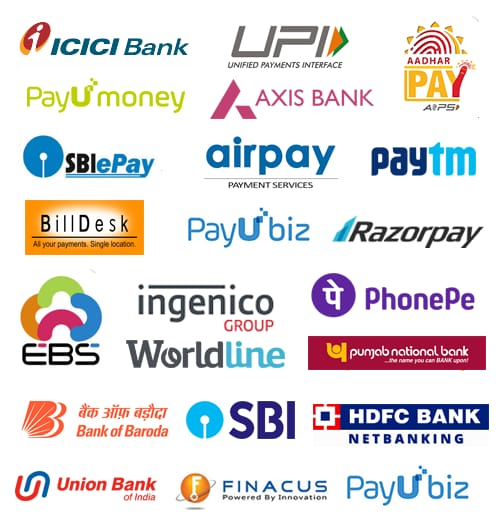 ICICI Bank
UPI
UNIFIED PAYMENTS INTERFACE
AADHAR
PAY
AePS
PayUmoney
AXIS BANK
SBIePay
airpay
PAYMENT SERVICES
paytm
BillDesk
All your payments. Single location.
PayUbiz
Razorpay
EBS
ingenico
GROUP
पे PhonePe
Worldline
punjab national bank
...the name you can BANK upon!
बैंक ऑफ़ बड़ौदा
Bank of Baroda
SBI
HDFC BANK
NETBANKING
Union Bank
of India
FINACUS
Powered By Innovation
PayUbiz